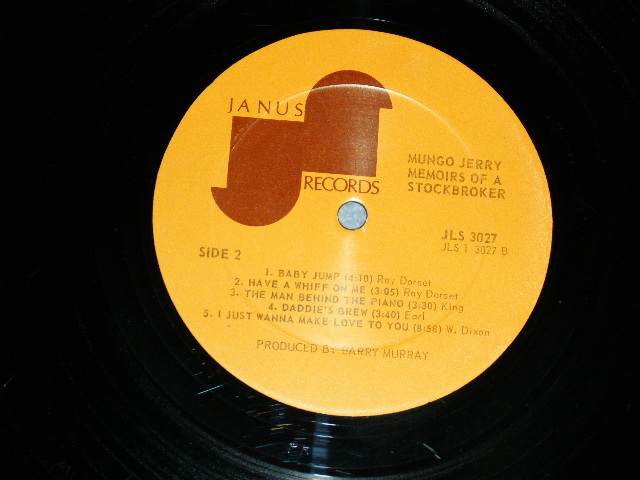 JANUS
RECORDS
MUNGO JERRY
MEMOIRS OF A
STOCKBROKER
JLS 3027
JLS 1 3027 B
SIDE 2
1. BABY JUMP (4:10) Ray Dorset
2. HAVE A WHIFF ON ME (3:05) Ray Dorset
3. THE MAN BEHIND THE PIANO (3:30) King
4. DADDIE'S BREW (3:40) Earl
5. I JUST WANNA MAKE LOVE TO YOU (8:58) W. Dixon
PRODUCED BY BARRY MURRAY